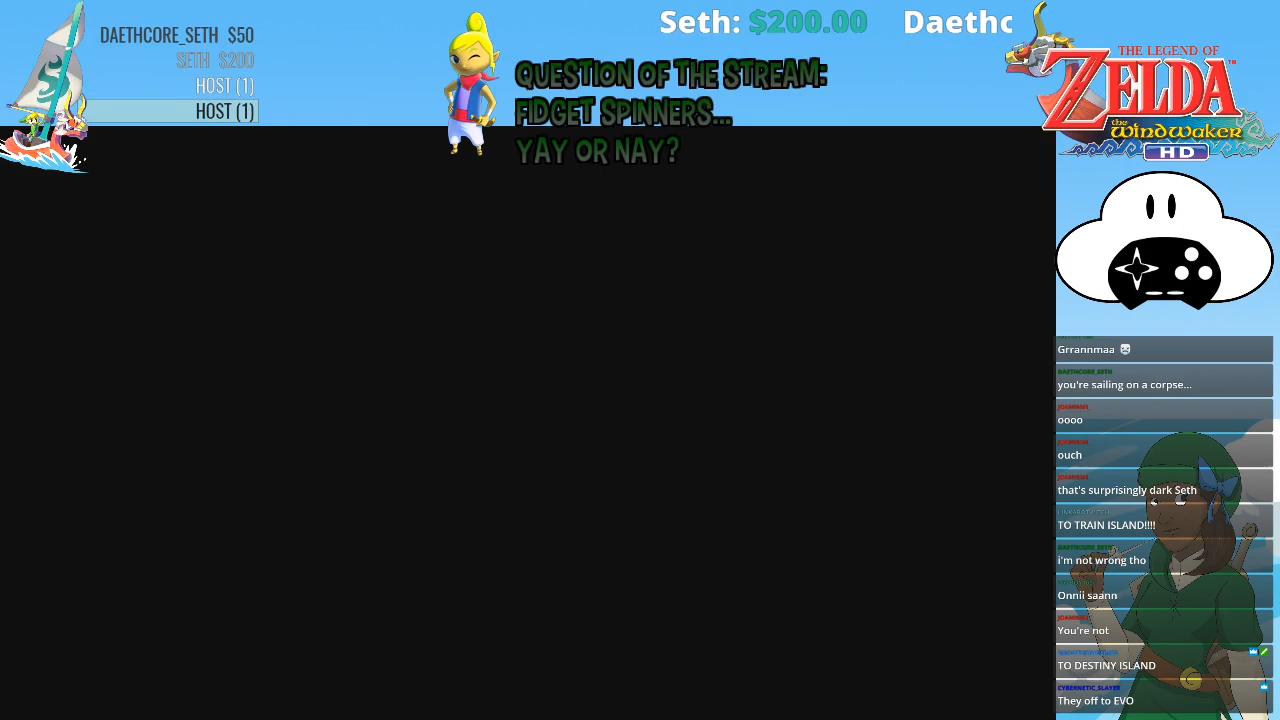 DAETHCORE_SETH $50
SETH $200
HOST (1)
HOST (1)
Seth: $200.00 Daethc
QUESTION OF THE STREAM:
FIDGET SPINNERS...
YAY OR NAY?
THE LEGEND OF
ZELDA
the WindWaker
HD
Grrannmaa
DAETHCORE_SETH
you're sailing on a corpse...
oooo
ouch
that's surprisingly dark Seth
TO TRAIN ISLAND!!!!
DAETHCORE_SETH
i'm not wrong tho
Onnii saann
You're not
TO DESTINY ISLAND
CYBERNETIC_SLAYER
They off to EVO